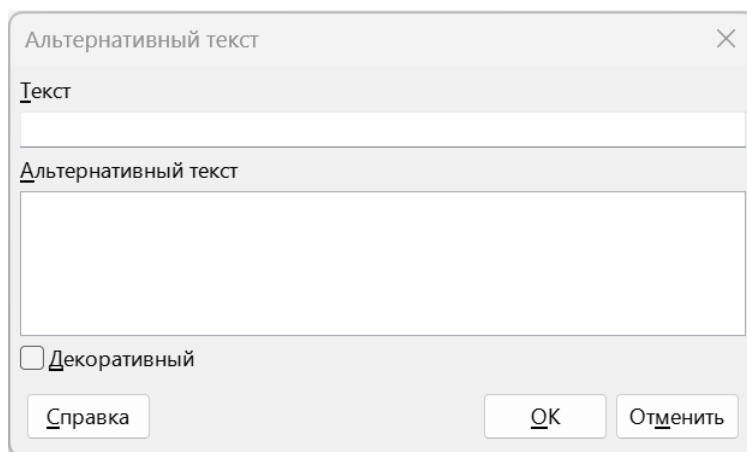 Альтернативный текст
Текст
Альтернативный текст
Декоративный
Справка OK Отменить